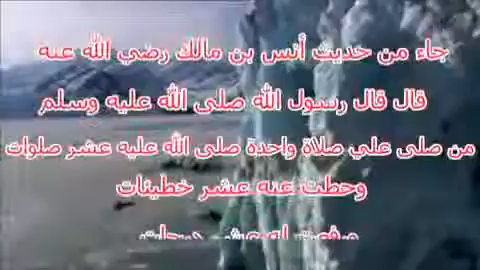 جاء من حديث أنس بن مالك رضي الله عنه
قال قال رسول الله صلى الله عليه وسلم
من صلى علي صلاة واحدة صلى الله عليه عشر صلوات
وحطت عنه عشر خطيئات